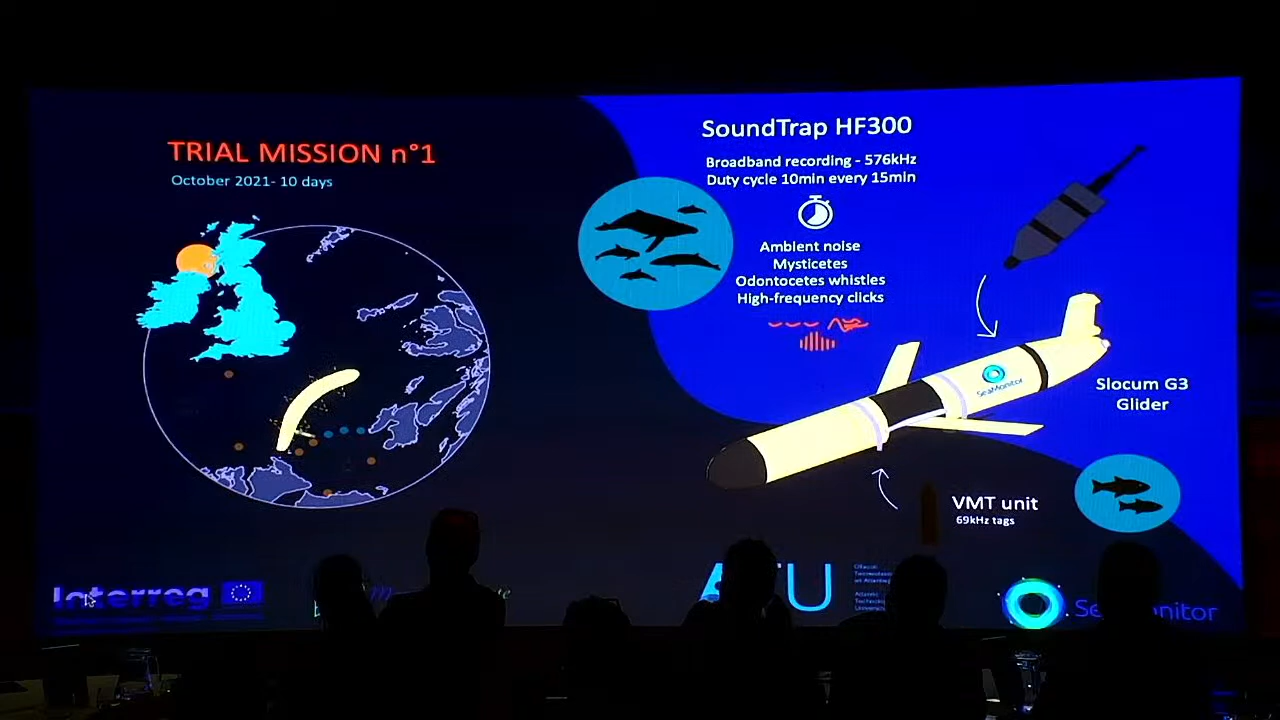 TRIAL MISSION n°1
October 2021- 10 days
SoundTrap HF300
Broadband recording - 576kHz
Duty cycle 10min every 15min
Ambient noise
Mysticetes
Odontocetes whistles
High-frequency clicks
SeaMonitor
Slocum G3
Glider
VMT unit
69kHz tags
Interreg